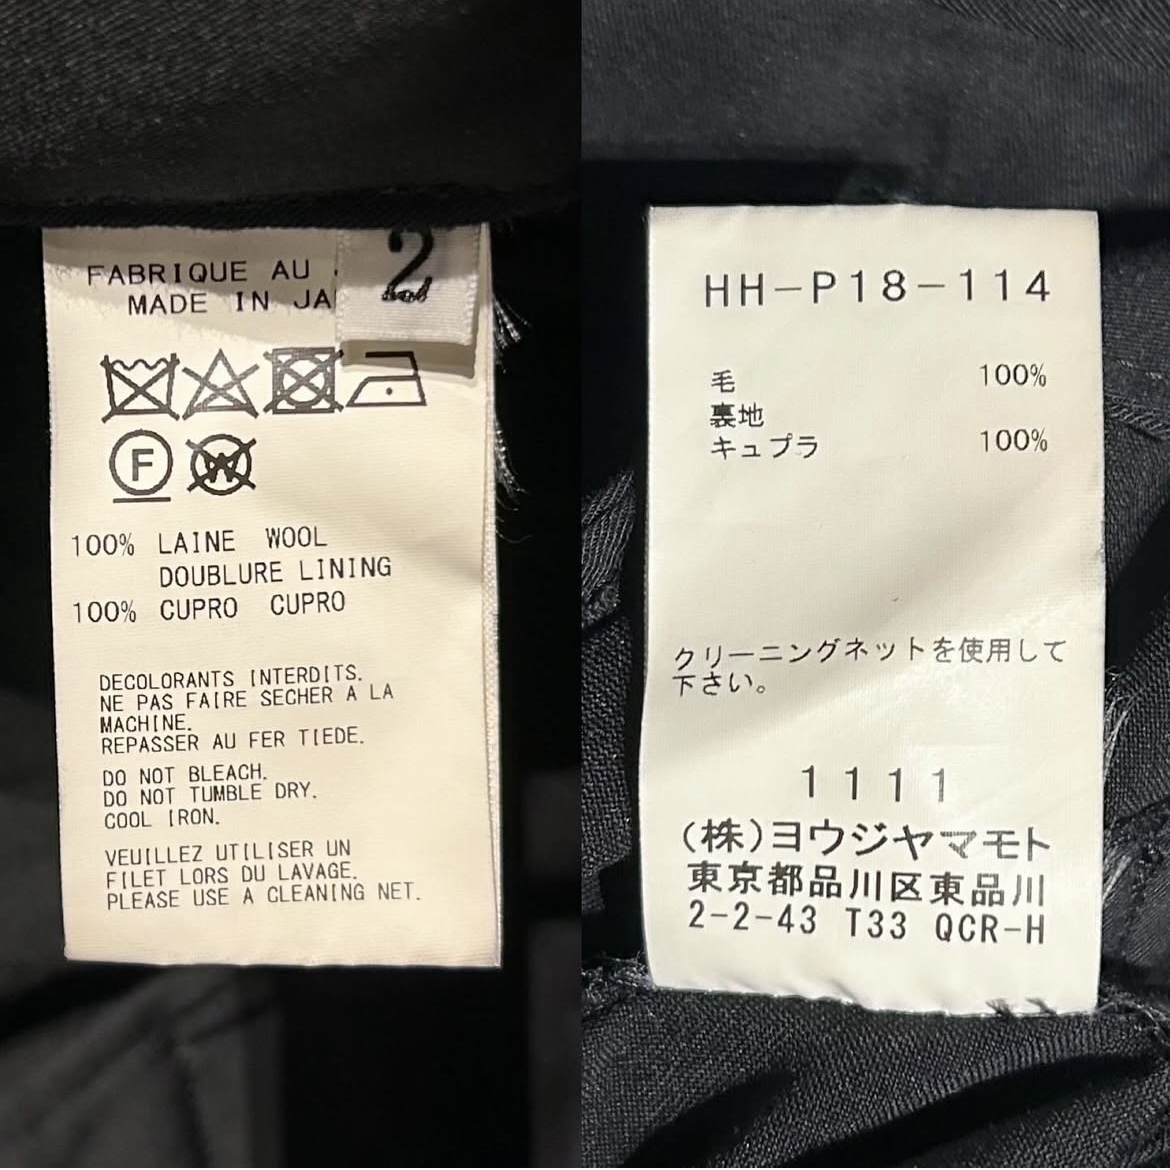 2
FABRIQUE AU
MADE IN JA
F
W
100% LAINE WOOL
DOUBLURE LINING
100% CUPRO CUPRO
DECOLORANTS INTERDITS.
NE PAS FAIRE SECHER A LA
MACHINE.
REPASSER AU FER TIEDE.
DO NOT BLEACH.
DO NOT TUMBLE DRY.
COOL IRON.
VEUILLEZ UTILISER UN
FILET LORS DU LAVAGE.
PLEASE USE A CLEANING NET.
HH-P18-114
毛 100%
裏地
キュプラ 100%
クリーニングネットを使用して
下さい。
1111
(株)ヨウジヤマモト
東京都品川区東品川
2-2-43 T33 QCR-H